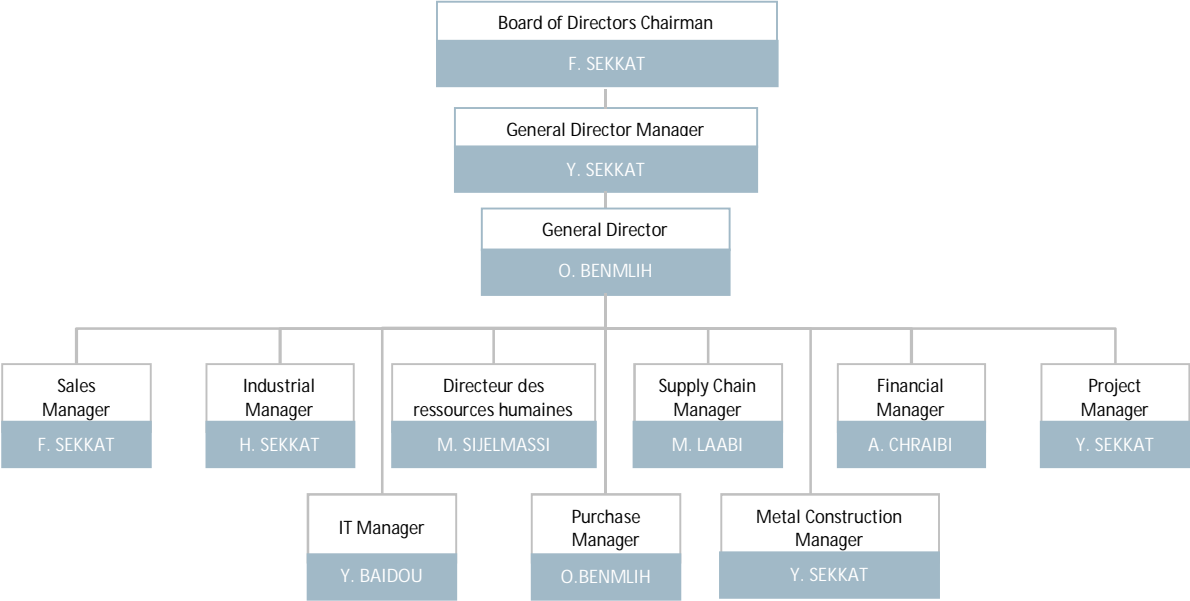 Board of Directors Chairman
F. SEKKAT
General Director Manager
Y. SEKKAT
General Director
O. BENMLIH
Sales
Manager
F. SEKKAT
Industrial
Manager
H. SEKKAT
Directeur des
ressources humaines
M. SIJELMASSI
Supply Chain
Manager
M. LAABI
Financial
Manager
A. CHRAIBI
Project
Manager
Y. SEKKAT
IT Manager
Y. BAIDOU
Purchase
Manager
O.BENMLIH
Metal Construction
Manager
Y. SEKKAT